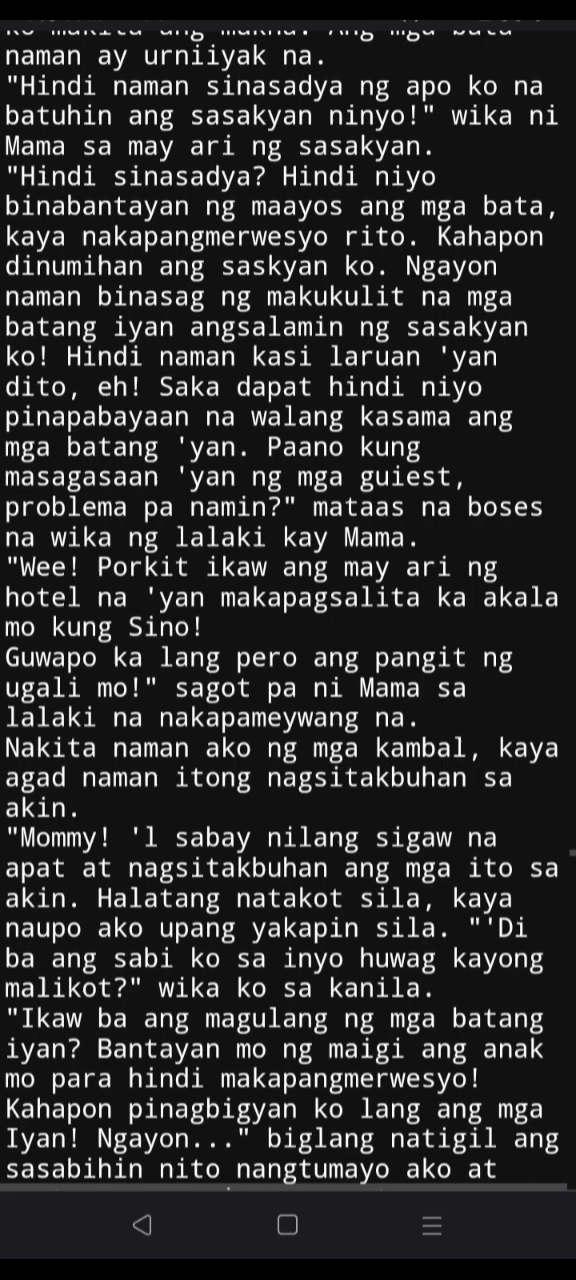 naman ay urniiyak na.
"Hindi naman sinasadya ng apo ko na
batuhin ang sasakyan ninyo!" wika ni
Mama sa may ari ng sasakyan.
"Hindi sinasadya? Hindi niyo
binabantayan ng maayos ang mga bata,
kaya nakapangmerwesyo rito. Kahapon
dinumihan ang saskyan ko. Ngayon
naman binasag ng makukulit na mga
batang iyan angsalamin ng sasakyan
ko! Hindi naman kasi laruan 'yan
dito, eh! Saka dapat hindi niyo
pinapabayaan na walang kasama ang
mga batang 'yan. Paano kung
masagasaan 'yan ng mga guiest,
problema pa namin?" mataas na boses
na wika ng lalaki kay Mama.
"Wee! Porkit ikaw ang may ari ng
hotel na 'yan makapagsalita ka akala
mo kung Sino!
Guwapo ka lang pero ang pangit ng
ugali mo!" sagot pa ni Mama sa
lalaki na nakapameywang na.
Nakita naman ako ng mga kambal, kaya
agad naman itong nagsitakbuhan sa
akin.
"Mommy! 'l sabay nilang sigaw na
apat at nagsitakbuhan ang mga ito sa
akin. Halatang natakot sila, kaya
naupo ako upang yakapin sila. "'Di
ba ang sabi ko sa inyo huwag kayong
malikot?" wika ko sa kanila.
"Ikaw ba ang magulang ng mga batang
iyan? Bantayan mo ng maigi ang anak
mo para hindi makapangmerwesyo!
Kahapon pinagbigyan ko lang ang mga
Iyan! Ngayon..." biglang natigil ang
sasabihin nito nangtumayo ako at